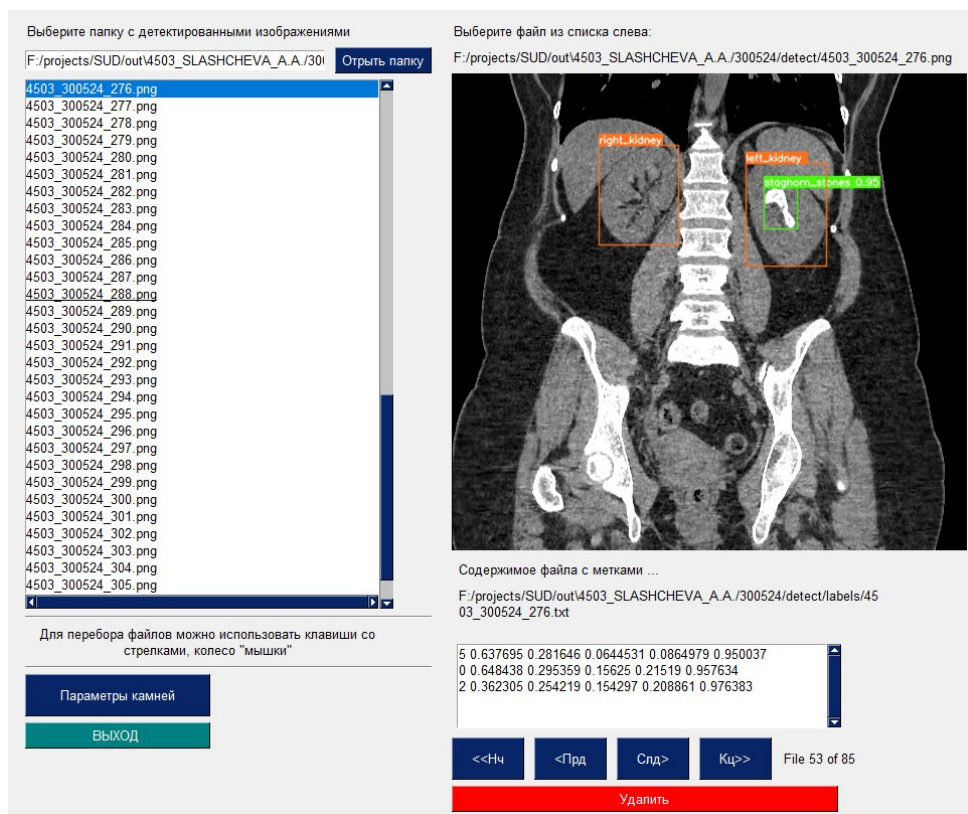 Выберите папку с детектированными изображениями
F:/projects/SUD/out\4503_SLASHCHEVA_A.A./300
Отрыть папку
4503_300524_276.png
4503_300524_277.png
4503_300524_278.png
4503_300524_279.png
4503_300524_280.png
4503_300524_281.png
4503_300524_282.png
4503_300524_283.png
4503_300524_284.png
4503_300524_285.png
4503_300524_286.png
4503_300524_287.png
4503_300524_288.png
4503_300524_289.png
4503_300524_290.png
4503_300524_291.png
4503_300524_292.png
4503_300524_293.png
4503_300524_294.png
4503_300524_295.png
4503_300524_296.png
4503_300524_297.png
4503_300524_298.png
4503_300524_299.png
4503_300524_300.png
4503_300524_301.png
4503_300524_302.png
4503_300524_303.png
4503_300524_304.png
4503_300524_305.png
Для перебора файлов можно использовать клавиши со
стрелками, колесо "мышки"
Параметры камней
ВЫХОД
Выберите файл из списка слева:
F:/projects/SUD/out\4503_SLASHCHEVA_A.A./300524/detect/4503_300524_276.png
right_kidney
left_kidney
staghorn_stones 0.95
Содержимое файла с метками ...
F:/projects/SUD/out\4503_SLASHCHEVA_A.A./300524/detect/labels/45
03_300524_276.txt
5 0.637695 0.281646 0.0644531 0.0864979 0.950037
0 0.648438 0.295359 0.15625 0.21519 0.957634
2 0.362305 0.254219 0.154297 0.208861 0.976383
<<Нч
<Прд
Слд>
Кц>>
File 53 of 85
Удалить